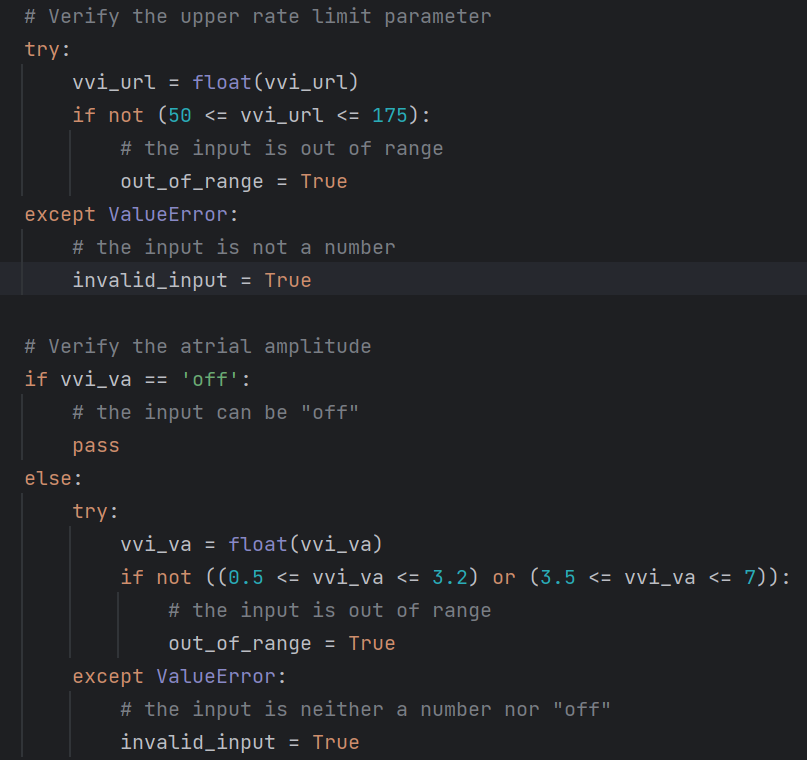 # Verify the upper rate limit parameter
try:
    vvi_url = float(vvi_url)
    if not (50 <= vvi_url <= 175):
        # the input is out of range
        out_of_range = True
except ValueError:
    # the input is not a number
    invalid_input = True

# Verify the atrial amplitude
if vvi_va == 'off':
    # the input can be "off"
    pass
else:
    try:
        vvi_va = float(vvi_va)
        if not ((0.5 <= vvi_va <= 3.2) or (3.5 <= vvi_va <= 7)):
            # the input is out of range
            out_of_range = True
    except ValueError:
        # the input is neither a number nor "off"
        invalid_input = True